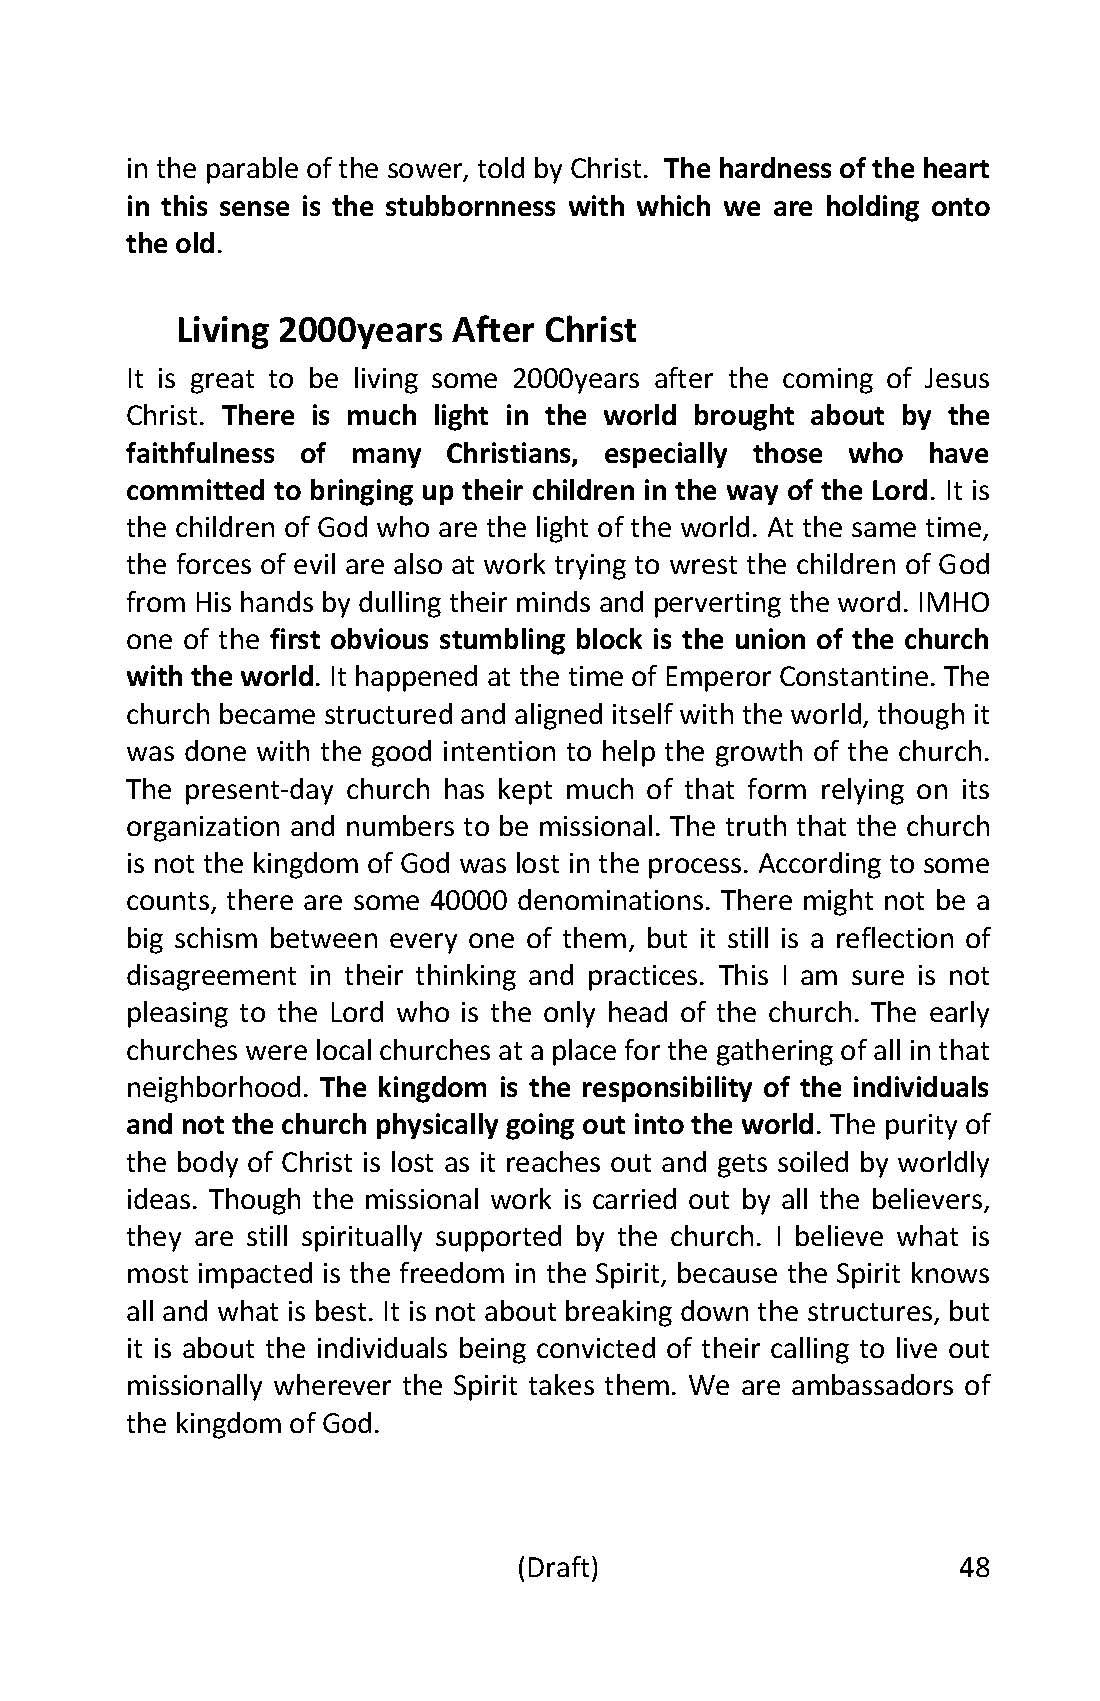 in the parable of the sower, told by Christ. The hardness of the heart
in this sense is the stubbornness with which we are holding onto
the old.
Living 2000years After Christ
It is great to be living some 2000years after the coming of Jesus
Christ. There is much light in the world brought about by the
faithfulness of many Christians, especially those who have
committed to bringing up their children in the way of the Lord. It is
the children of God who are the light of the world. At the same time,
the forces of evil are also at work trying to wrest the children of God
from His hands by dulling their minds and perverting the word. IMHO
one of the first obvious stumbling block is the union of the church
with the world. It happened at the time of Emperor Constantine. The
church became structured and aligned itself with the world, though it
was done with the good intention to help the growth of the church.
The present-day church has kept much of that form relying on its
organization and numbers to be missional. The truth that the church
is not the kingdom of God was lost in the process. According to some
counts, there are some 40000 denominations. There might not be a
big schism between every one of them, but it still is a reflection of
disagreement in their thinking and practices. This I am sure is not
pleasing to the Lord who is the only head of the church. The early
churches were local churches at a place for the gathering of all in that
neighborhood. The kingdom is the responsibility of the individuals
and not the church physically going out into the world. The purity of
the body of Christ is lost as it reaches out and gets soiled by worldly
ideas. Though the missional work is carried out by all the believers,
they are still spiritually supported by the church. I believe what is
most impacted is the freedom in the Spirit, because the Spirit knows
all and what is best. It is not about breaking down the structures, but
it is about the individuals being convicted of their calling to live out
missionally wherever the Spirit takes them. We are ambassadors of
the kingdom of God.
(Draft) 48